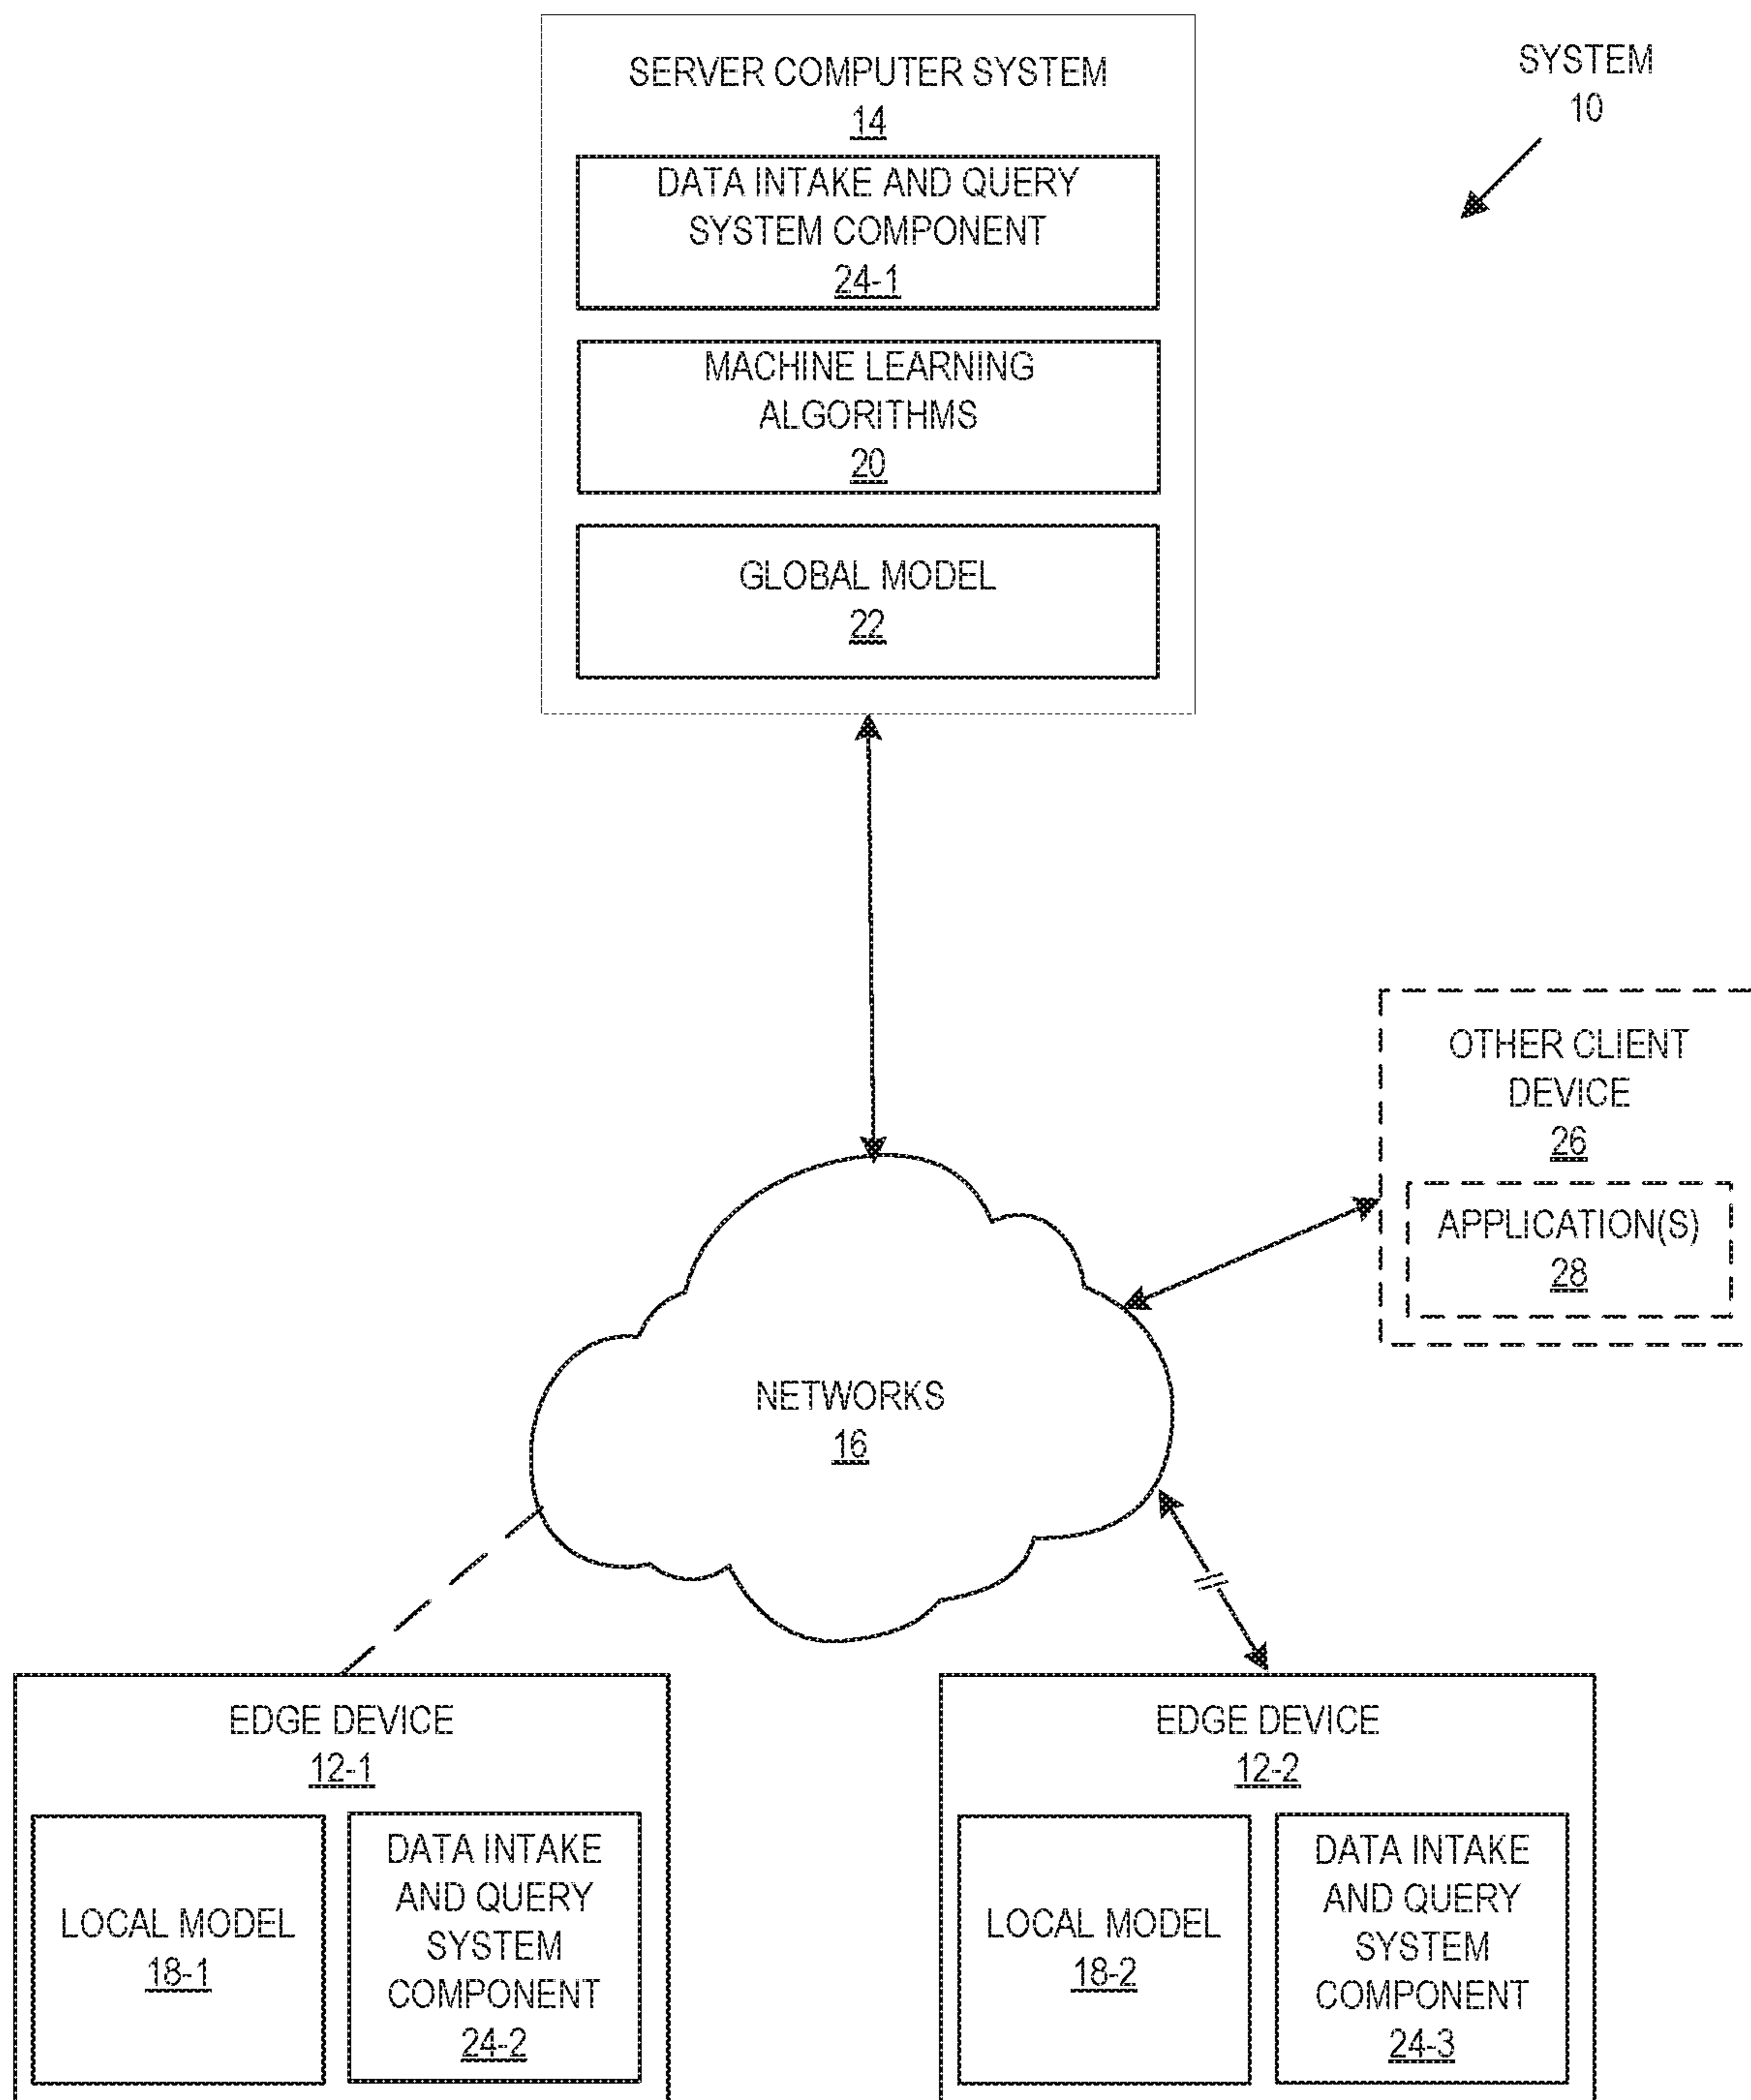 SERVER COMPUTER SYSTEM
14
SYSTEM
10
DATA INTAKE AND QUERY
SYSTEM COMPONENT
24-1
MACHINE LEARNING
ALGORITHMS
20
GLOBAL MODEL
22
OTHER CLIENT
DEVICE
26
APPLICATION(S)
28
NETWORKS
16
EDGE DEVICE
12-1
LOCAL MODEL
18-1
DATA INTAKE
AND QUERY
SYSTEM
COMPONENT
24-2
EDGE DEVICE
12-2
LOCAL MODEL
18-2
DATA INTAKE
AND QUERY
SYSTEM
COMPONENT
24-3